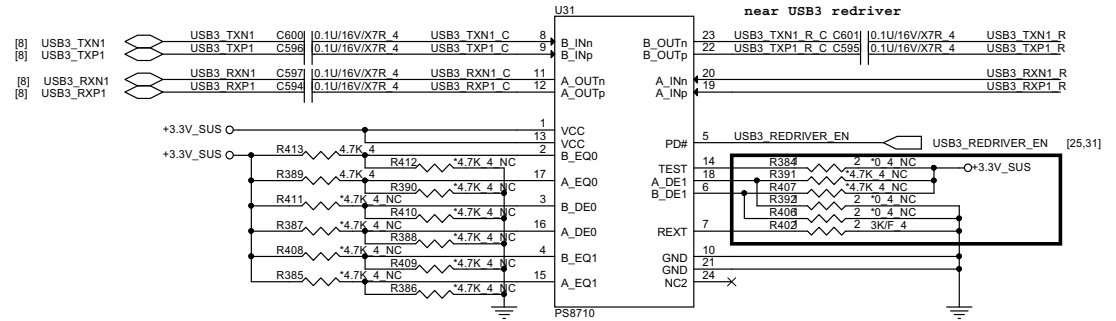 U31
near USB3 redriver
[8] USB3_TXN1 USB3_TXN1 C600 0.1U/16V/X7R_4 USB3_TXN1_C 8 B_INn B_OUTn 23 USB3_TXN1_R_C C601 0.1U/16V/X7R_4 USB3_TXN1_R
[8] USB3_TXP1 USB3_TXP1 C596 0.1U/16V/X7R_4 USB3_TXP1_C 9 B_INp B_OUTp 22 USB3_TXP1_R_C C595 0.1U/16V/X7R_4 USB3_TXP1_R
[8] USB3_RXN1 USB3_RXN1 C597 0.1U/16V/X7R_4 USB3_RXN1_C 11 A_OUTn A_INn 20 USB3_RXN1_R
[8] USB3_RXP1 USB3_RXP1 C594 0.1U/16V/X7R_4 USB3_RXP1_C 12 A_OUTp A_INp 19 USB3_RXP1_R
+3.3V_SUS 1 VCC
13 VCC PD# 5 USB3_REDRIVER_EN USB3_REDRIVER_EN [25,31]
+3.3V_SUS R413 4.7K_4 2 B_EQ0
R412 *4.7K_4_NC TEST 14 R384 2 *0_4_NC +3.3V_SUS
R389 4.7K_4 17 A_EQ0 A_DE1 18 R391 *4.7K_4_NC
R390 *4.7K_4_NC B_DE1 6 R407 *4.7K_4_NC
R411 *4.7K_4_NC 3 B_DE0 R392 2 *0_4_NC
R410 *4.7K_4_NC R406 2 *0_4_NC
R387 *4.7K_4_NC 16 A_DE0 REXT 7 R402 2 3K/F_4
R388 *4.7K_4_NC
R408 *4.7K_4_NC 4 B_EQ1 GND 10
R409 *4.7K_4_NC GND 21
R385 *4.7K_4_NC 15 A_EQ1 NC2 24
R386 *4.7K_4_NC
PS8710